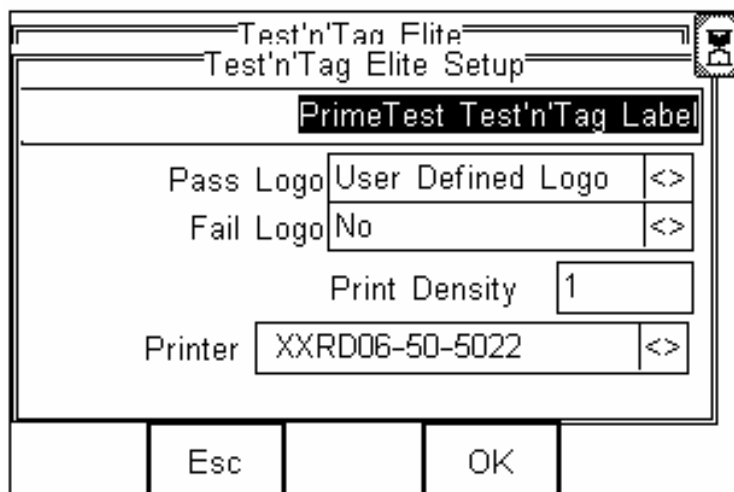 Test'n'Tag Elite
Test'n'Tag Elite Setup
PrimeTest Test'n'Tag Label
Pass Logo User Defined Logo <>
Fail Logo No <>
Print Density 1
Printer XXRD06-50-5022 <>
Esc OK